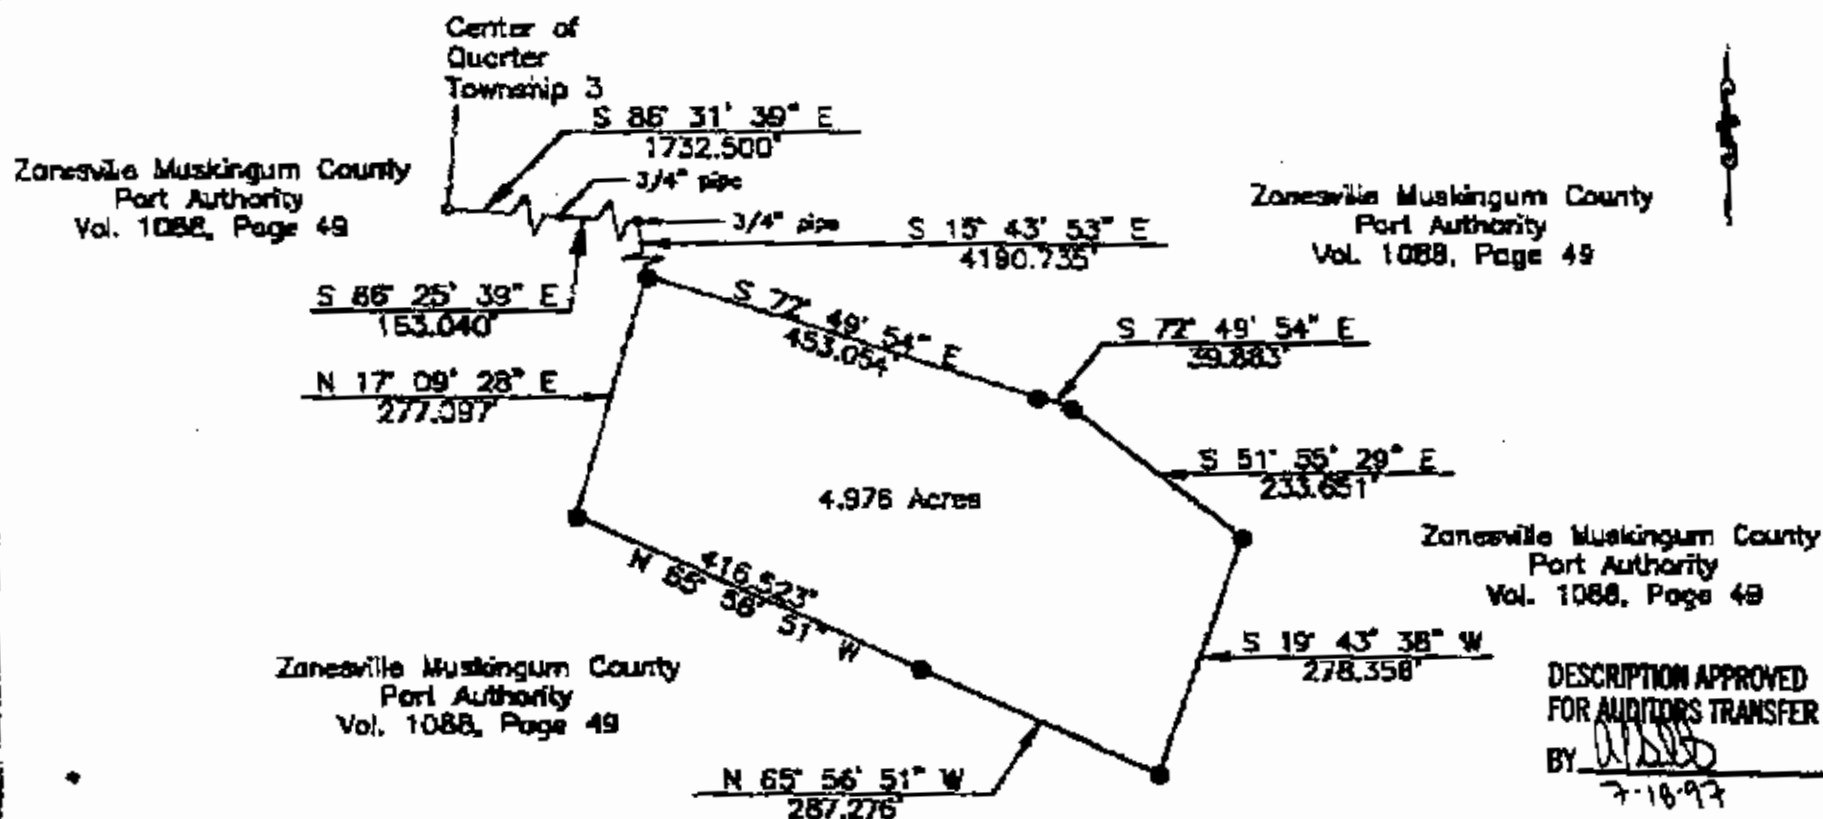 Center of
Quarter
Township 3
S 86° 31' 39" E
1732.500'
3/4" pipe
Zanesville Muskingum County
Port Authority
Vol. 1088, Page 49
3/4" pipe
S 15° 43' 53" E
4190.735'
Zanesville Muskingum County
Port Authority
Vol. 1088, Page 49
S 86° 25' 39" E
153.040'
S 72° 49' 54" E
453.054'
S 72° 49' 54" E
39.883'
N 17° 09' 28" E
277.097'
S 51° 55' 29" E
233.651'
4.976 Acres
Zanesville Muskingum County
Port Authority
Vol. 1088, Page 49
416.523'
N 65° 56' 51" W
S 19° 43' 38" W
278.358'
Zanesville Muskingum County
Port Authority
Vol. 1088, Page 49
DESCRIPTION APPROVED
FOR AUDITORS TRANSFER
BY
7-18-97
N 65° 56' 51" W
287.276'